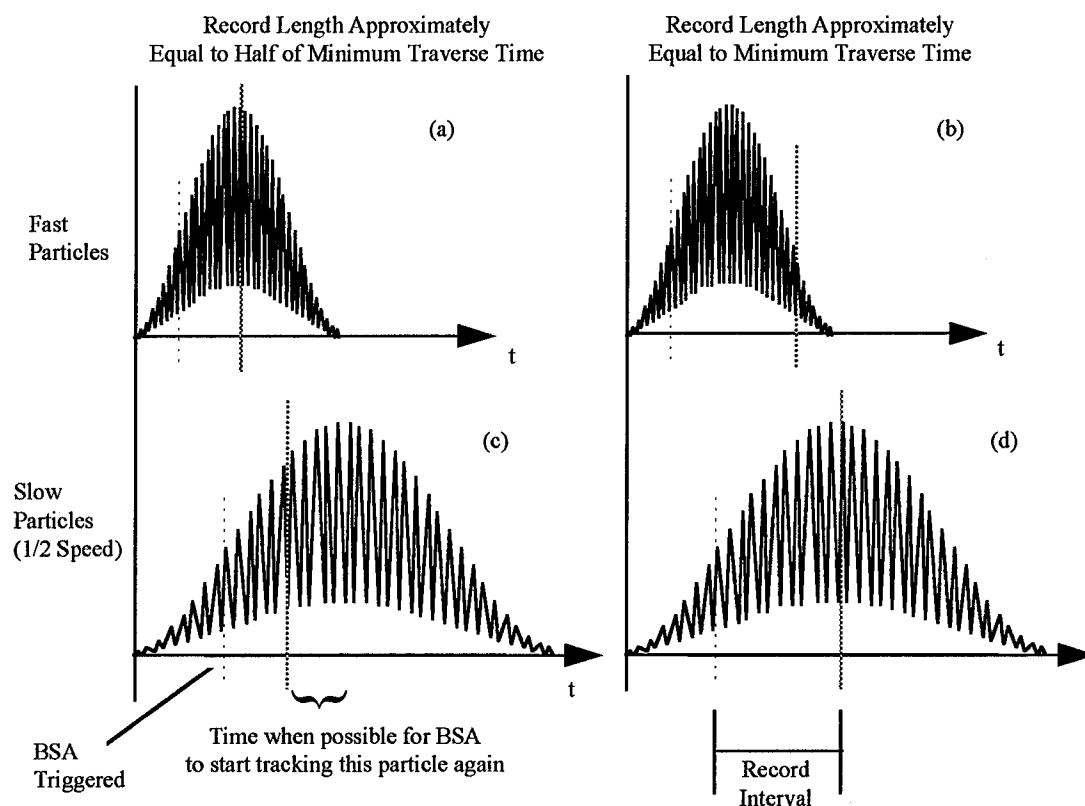 Record Length Approximately
Equal to Half of Minimum Traverse Time
Record Length Approximately
Equal to Minimum Traverse Time
(a)
(b)
Fast
Particles
t
t
(c)
(d)
Slow
Particles
(1/2 Speed)
t
BSA
Triggered
Time when possible for BSA
to start tracking this particle again
Record
Interval